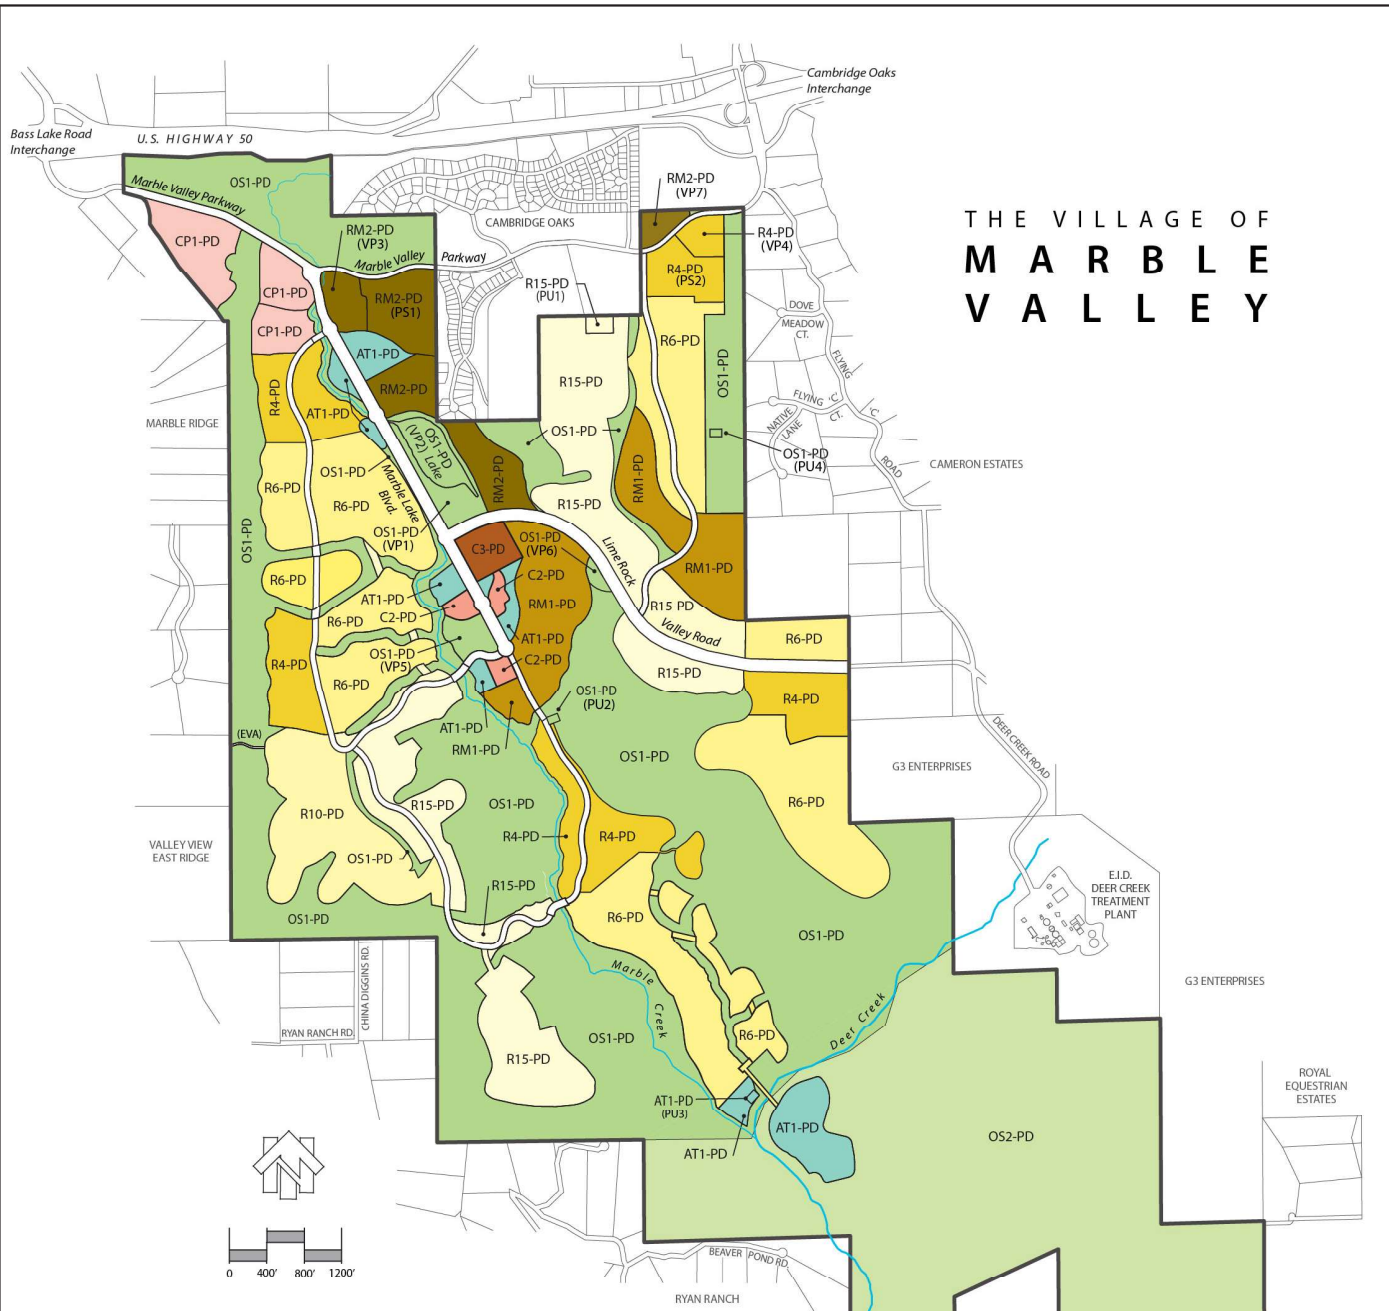 Cambridge Oaks
Interchange
Bass Lake Road
Interchange
U.S. HIGHWAY 50
THE VILLAGE OF
MARBLE
VALLEY
OS1-PD
Marble Valley Parkway
RM2-PD
(VP7)
CAMBRIDGE OAKS
CP1-PD
RM2-PD
(VP3)
R4-PD
(VP4)
Marble Valley
Parkway
R4-PD
(PS2)
R15-PD
(PU1)
CP1-PD
RM2-PD
(PS1)
DOVE
MEADOW
CT.
CP1-PD
R6-PD
AT1-PD
FLYING
'C'
ROAD
R15-PD
OS1-PD
RM2-PD
R4-PD
FLYING
'C'
CT.
NATIVE
LANE
AT1-PD
MARBLE RIDGE
OS1-PD
OS1-PD
(VP2) Lake
OS1-PD
(PU4)
CAMERON ESTATES
OS1-PD
RM2-PD
RM1-PD
R6-PD
Marble Lake
Blvd.
R6-PD
R15-PD
OS1-PD
OS1-PD
(VP1)
OS1-PD
(VP6)
C3-PD
Lime Rock
Valley Road
RM1-PD
R6-PD
C2-PD
AT1-PD
RM1-PD
R15 PD
C2-PD
R6-PD
AT1-PD
R6-PD
OS1-PD
(VP5)
C2-PD
R4-PD
R15-PD
R6-PD
OS1-PD
(PU2)
R4-PD
AT1-PD
(EVA)
RM1-PD
OS1-PD
DEER CREEK ROAD
G3 ENTERPRISES
R15-PD
OS1-PD
R6-PD
R10-PD
R4-PD
R4-PD
VALLEY VIEW
EAST RIDGE
OS1-PD
E.I.D.
DEER CREEK
TREATMENT
PLANT
R15-PD
OS1-PD
R6-PD
OS1-PD
Marble
Creek
CHINA DIGGINS RD.
G3 ENTERPRISES
Deer Creek
RYAN RANCH RD.
OS1-PD
R6-PD
R15-PD
ROYAL
EQUESTRIAN
ESTATES
AT1-PD
(PU3)
AT1-PD
OS2-PD
AT1-PD
BEAVER POND RD.
0 400' 800' 1200'
RYAN RANCH